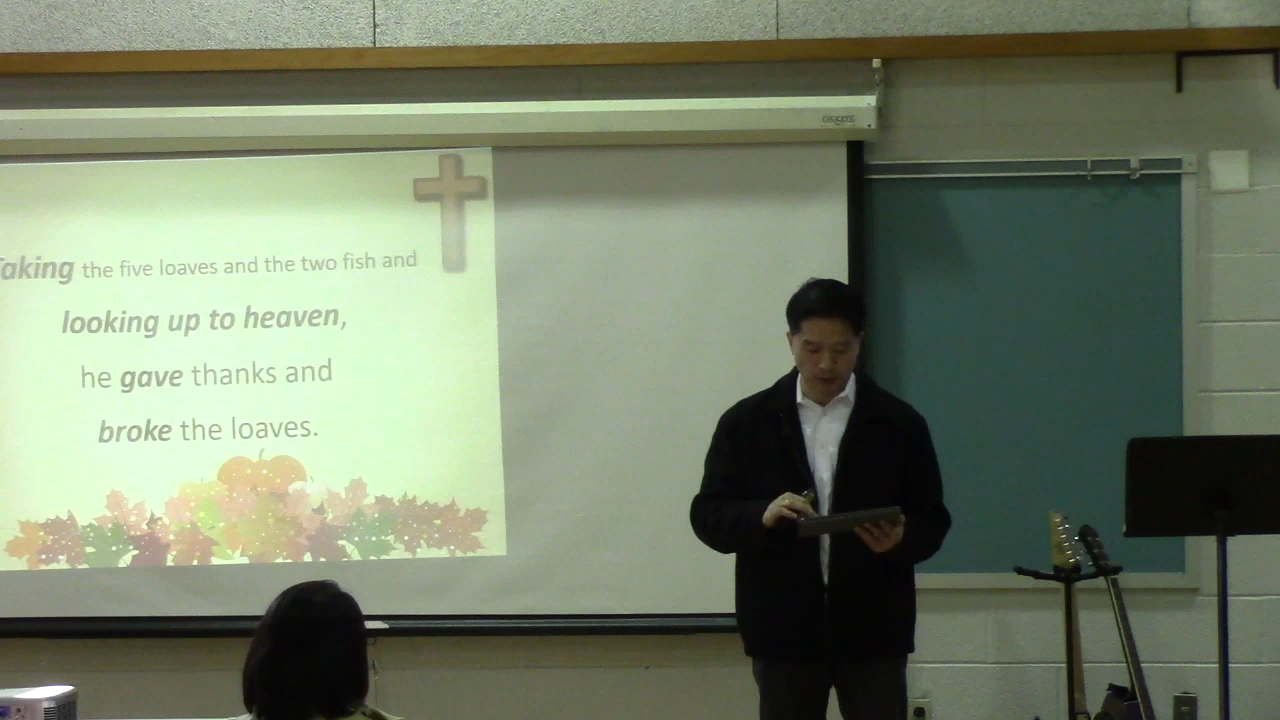 Taking the five loaves and the two fish and
looking up to heaven,
he gave thanks and
broke the loaves.